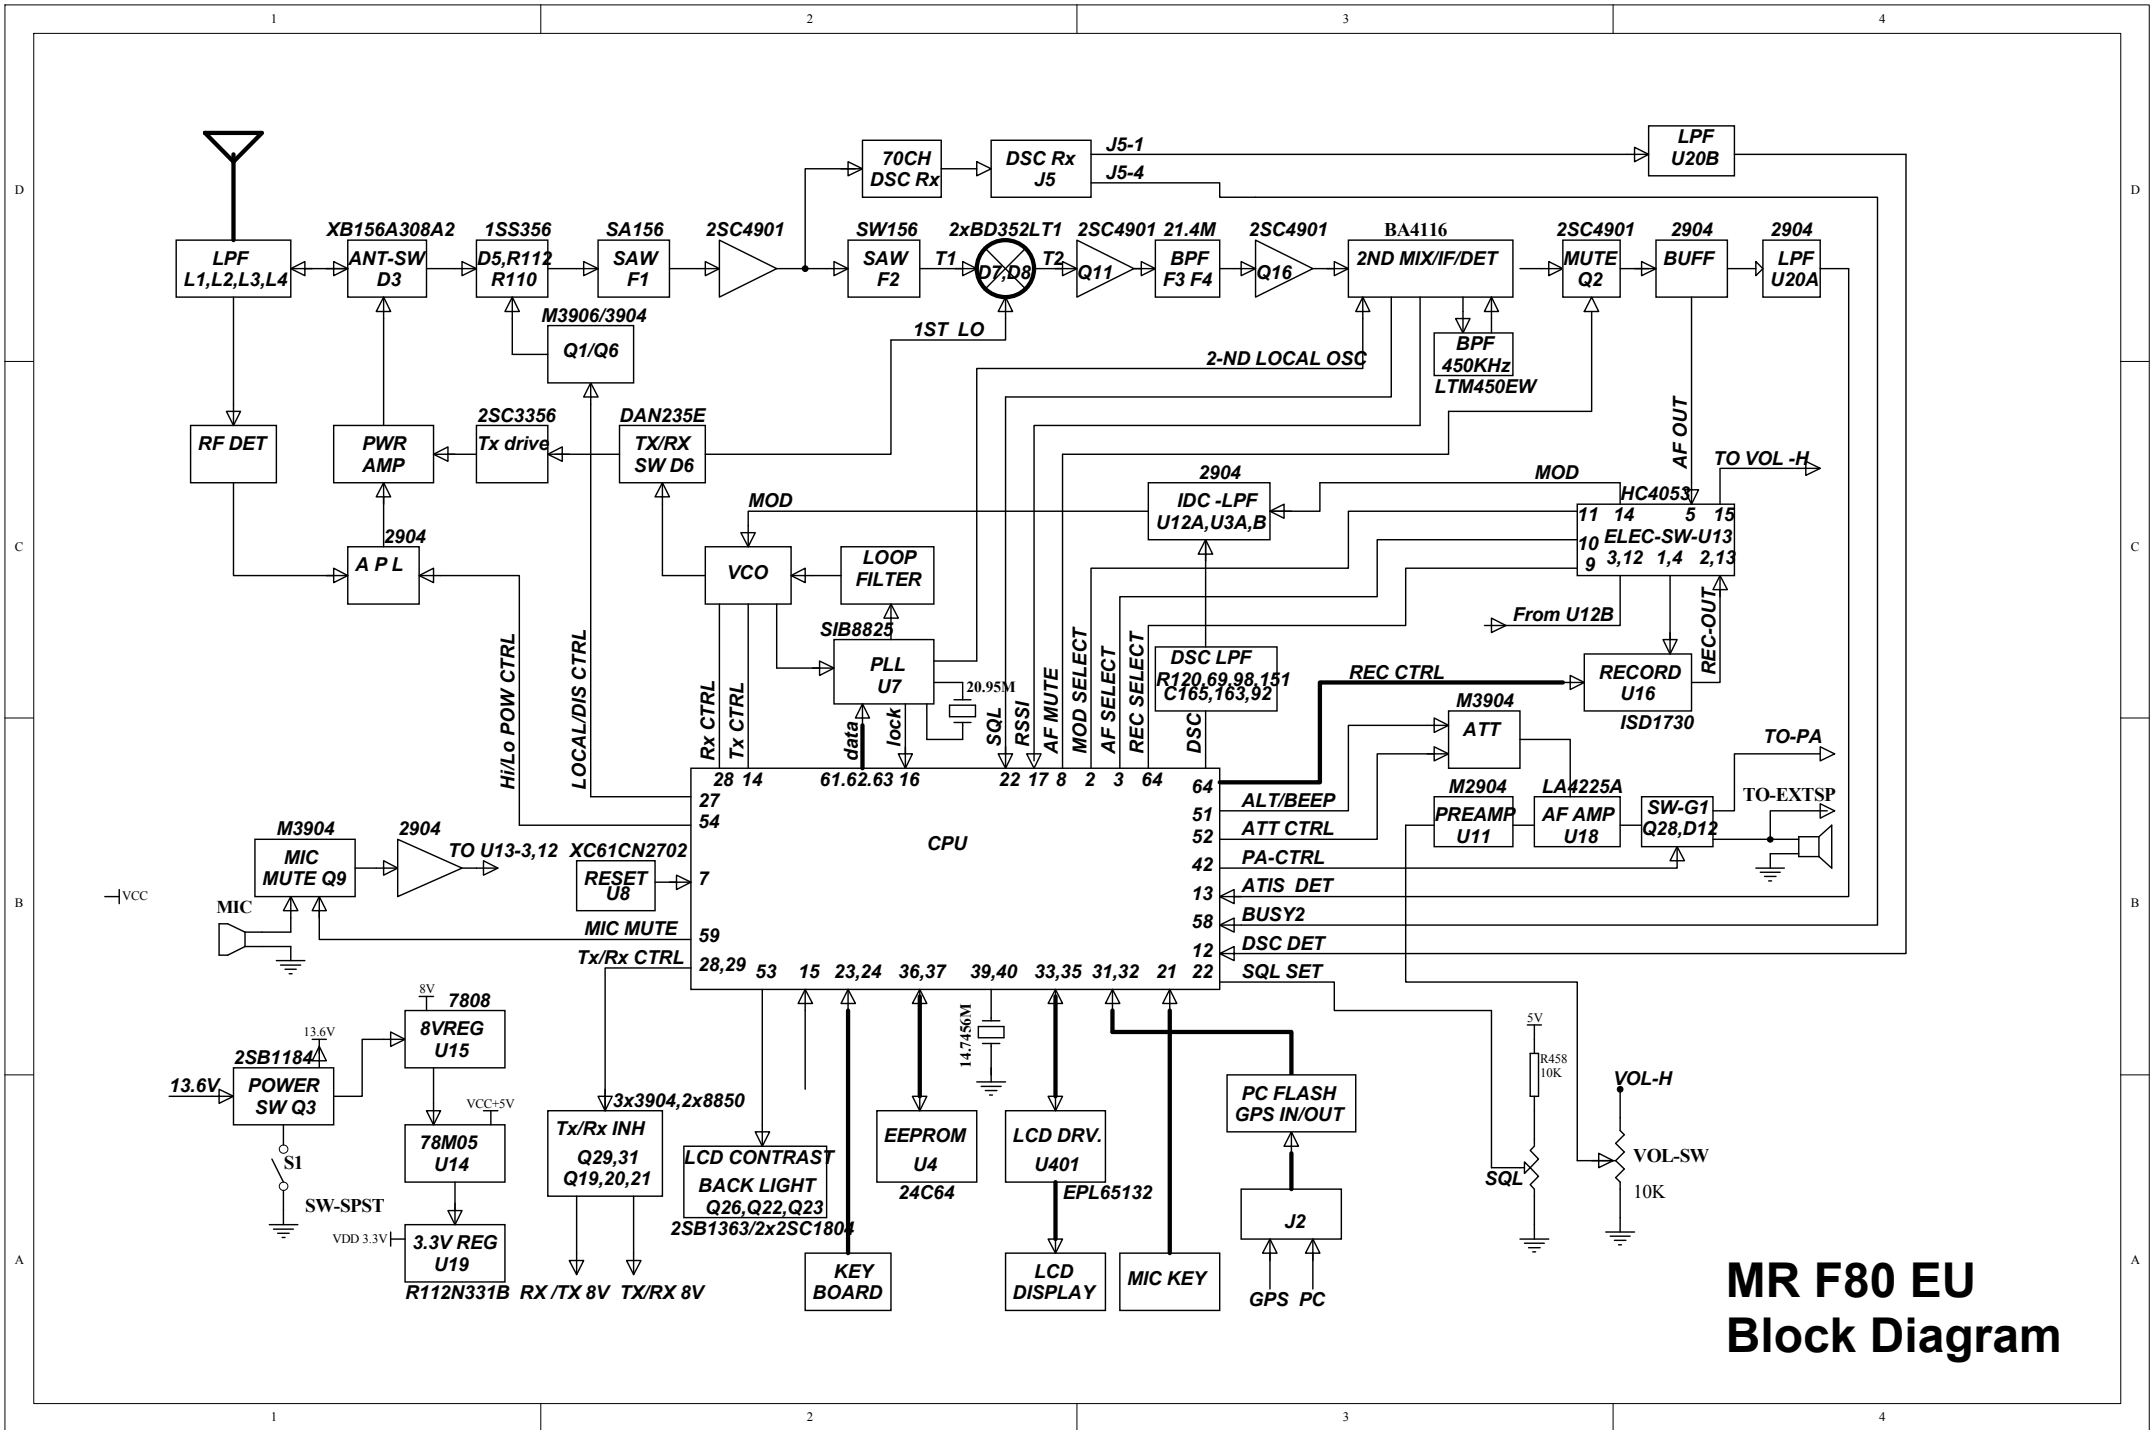 1 2 3 4
D D
C C
B B
A A
LPF
U20B
J5-1
70CH
DSC Rx
DSC Rx
J5
J5-4
XB156A308A2
1SS356
SA156
2SC4901
SW156
2xBD352LT1
2SC4901
21.4M
2SC4901
BA4116
2SC4901
2904
2904
LPF
L1,L2,L3,L4
ANT-SW
D3
D5,R112
R110
SAW
F1
SAW
F2
T1
D7,D8
T2
Q11
BPF
F3 F4
Q16
2ND MIX/IF/DET
MUTE
Q2
BUFF
LPF
U20A
M3906/3904
Q1/Q6
1ST LO
2-ND LOCAL OSC
BPF
450KHz
LTM450EW
RF DET
PWR
AMP
2SC3356
Tx drive
DAN235E
TX/RX
SW D6
AF OUT
TO VOL -H
2904
IDC -LPF
U12A,U3A,B
MOD
MOD
HC4053
11 14 5 15
10 ELEC-SW-U13
9 3,12 1,4 2,13
2904
A P L
VCO
LOOP
FILTER
From U12B
REC-OUT
SIB8825
PLL
U7
20.95M
DSC LPF
R120,69,98,151
C165,163,92
REC CTRL
RECORD
U16
ISD1730
Hi/Lo POW CTRL
LOCAL/DIS CTRL
Rx CTRL
Tx CTRL
data
lock
SQL
RSSI
AF MUTE
MOD SELECT
AF SELECT
REC SELECT
DSC
M3904
ATT
TO-PA
28 14 61.62.63 16 22 17 8 2 3 64
27
54
7
59
28,29
CPU
64
51
52
42
13
58
12
22
ALT/BEEP
ATT CTRL
PA-CTRL
ATIS DET
BUSY2
DSC DET
SQL SET
M2904
PREAMP
U11
LA4225A
AF AMP
U18
SW-G1
Q28,D12
TO-EXTSP
M3904
MIC
MUTE Q9
2904
TO U13-3,12
XC61CN2702
RESET
U8
VCC
MIC
MIC MUTE
Tx/Rx CTRL
53 15 23,24 36,37 39,40 33,35 31,32 21
8V
7808
8VREG
U15
13.6V
2SB1184
13.6V
POWER
SW Q3
S1
SW-SPST
VCC+5V
78M05
U14
VDD 3.3V
3.3V REG
U19
R112N331B
3x3904,2x8850
Tx/Rx INH
Q29,31
Q19,20,21
RX /TX 8V
TX/RX 8V
LCD CONTRAST
BACK LIGHT
Q26,Q22,Q23
2SB1363/2x2SC1804
KEY
BOARD
EEPROM
U4
24C64
14.7456M
LCD DRV.
U401
EPL65132
LCD
DISPLAY
MIC KEY
PC FLASH
GPS IN/OUT
J2
GPS PC
5V
R458
10K
SQL
VOL-H
VOL-SW
10K
MR F80 EU
Block Diagram
1 2 3 4